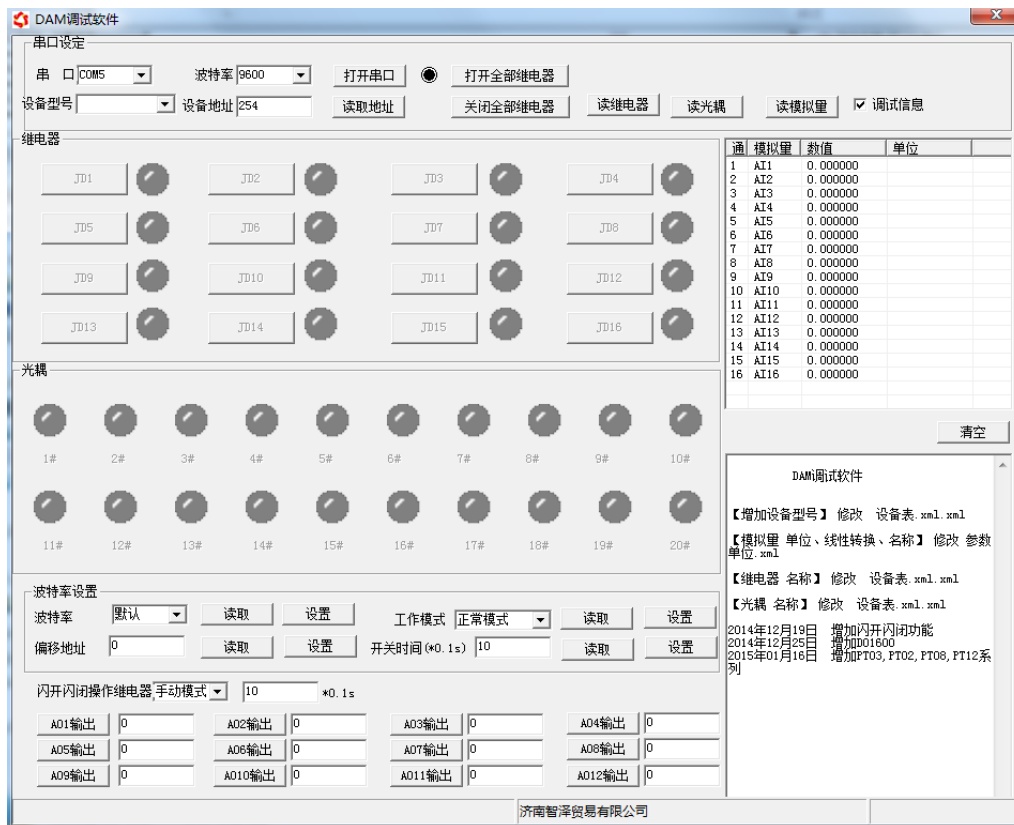 DAM调试软件
串口设定
串 口 COM5 波特率 9600 打开串口 打开全部继电器
设备型号 设备地址 254 读取地址 关闭全部继电器 读继电器 读光耦 读模拟量 调试信息
继电器
JD1 JD2 JD3 JD4
JD5 JD6 JD7 JD8
JD9 JD10 JD11 JD12
JD13 JD14 JD15 JD16
通 模拟量 数值 单位
1 AI1 0.000000
2 AI2 0.000000
3 AI3 0.000000
4 AI4 0.000000
5 AI5 0.000000
6 AI6 0.000000
7 AI7 0.000000
8 AI8 0.000000
9 AI9 0.000000
10 AI10 0.000000
11 AI11 0.000000
12 AI12 0.000000
13 AI13 0.000000
14 AI14 0.000000
15 AI15 0.000000
16 AI16 0.000000
清空
光耦
1# 2# 3# 4# 5# 6# 7# 8# 9# 10#
11# 12# 13# 14# 15# 16# 17# 18# 19# 20#
DAM调试软件
【增加设备型号】 修改 设备表.xml.xml
【模拟量 单位、线性转换、名称】 修改 参数
单位.xml
【继电器 名称】 修改 设备表.xml.xml
【光耦 名称】 修改 设备表.xml.xml
2014年12月19日 增加闪开闪闭功能
2014年12月25日 增加DO1600
2015年01月16日 增加PT03,PT02,PT08,PT12系
列
波特率设置
波特率 默认 读取 设置 工作模式 正常模式 读取 设置
偏移地址 0 读取 设置 开关时间(*0.1s) 10 读取 设置
闪开闪闭操作继电器 手动模式 10 *0.1s
AO1输出 0 AO2输出 0 AO3输出 0 AO4输出 0
AO5输出 0 AO6输出 0 AO7输出 0 AO8输出 0
AO9输出 0 AO10输出 0 AO11输出 0 AO12输出 0
济南智泽贸易有限公司